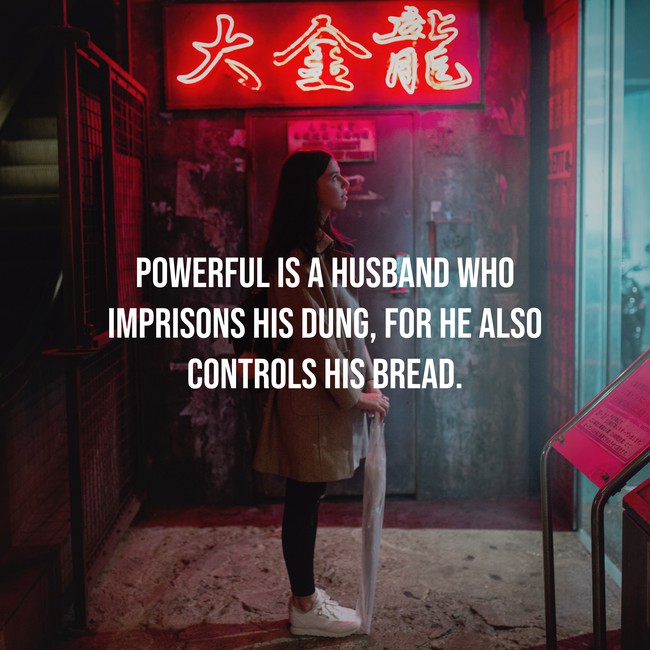 大金龍
POWERFUL IS A HUSBAND WHO
IMPRISONS HIS DUNG, FOR HE ALSO
CONTROLS HIS BREAD.